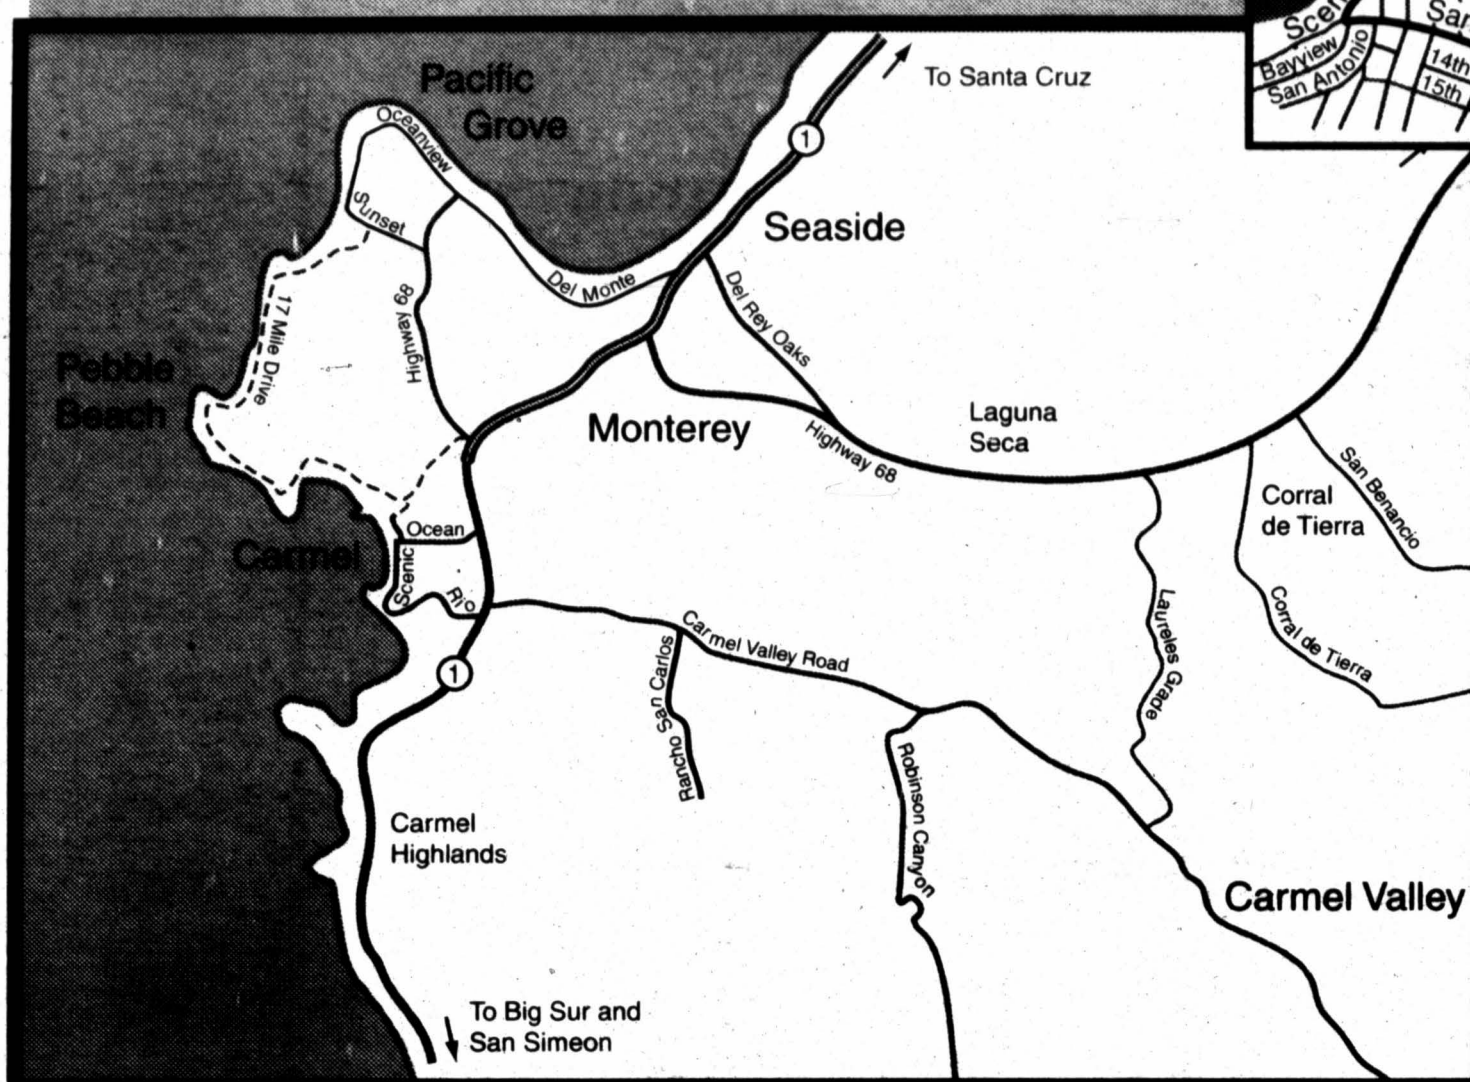 Pacific
Grove
Oceanview
Sunset
To Santa Cruz
1
Seaside
Bayview
San Antonio
14th
15th
Del Monte
Del Rey Oaks
Highway 68
17 Mile Drive
Pebble
Beach
Monterey
Highway 68
Laguna
Seca
San Benancio
Corral
de Tierra
Corral de Tierra
Carmel
Ocean
Scenic
Rio
1
Carmel Valley Road
Rancho San Carlos
Laureles Grade
Robinson Canyon
Carmel
Highlands
Carmel Valley
To Big Sur and
San Simeon